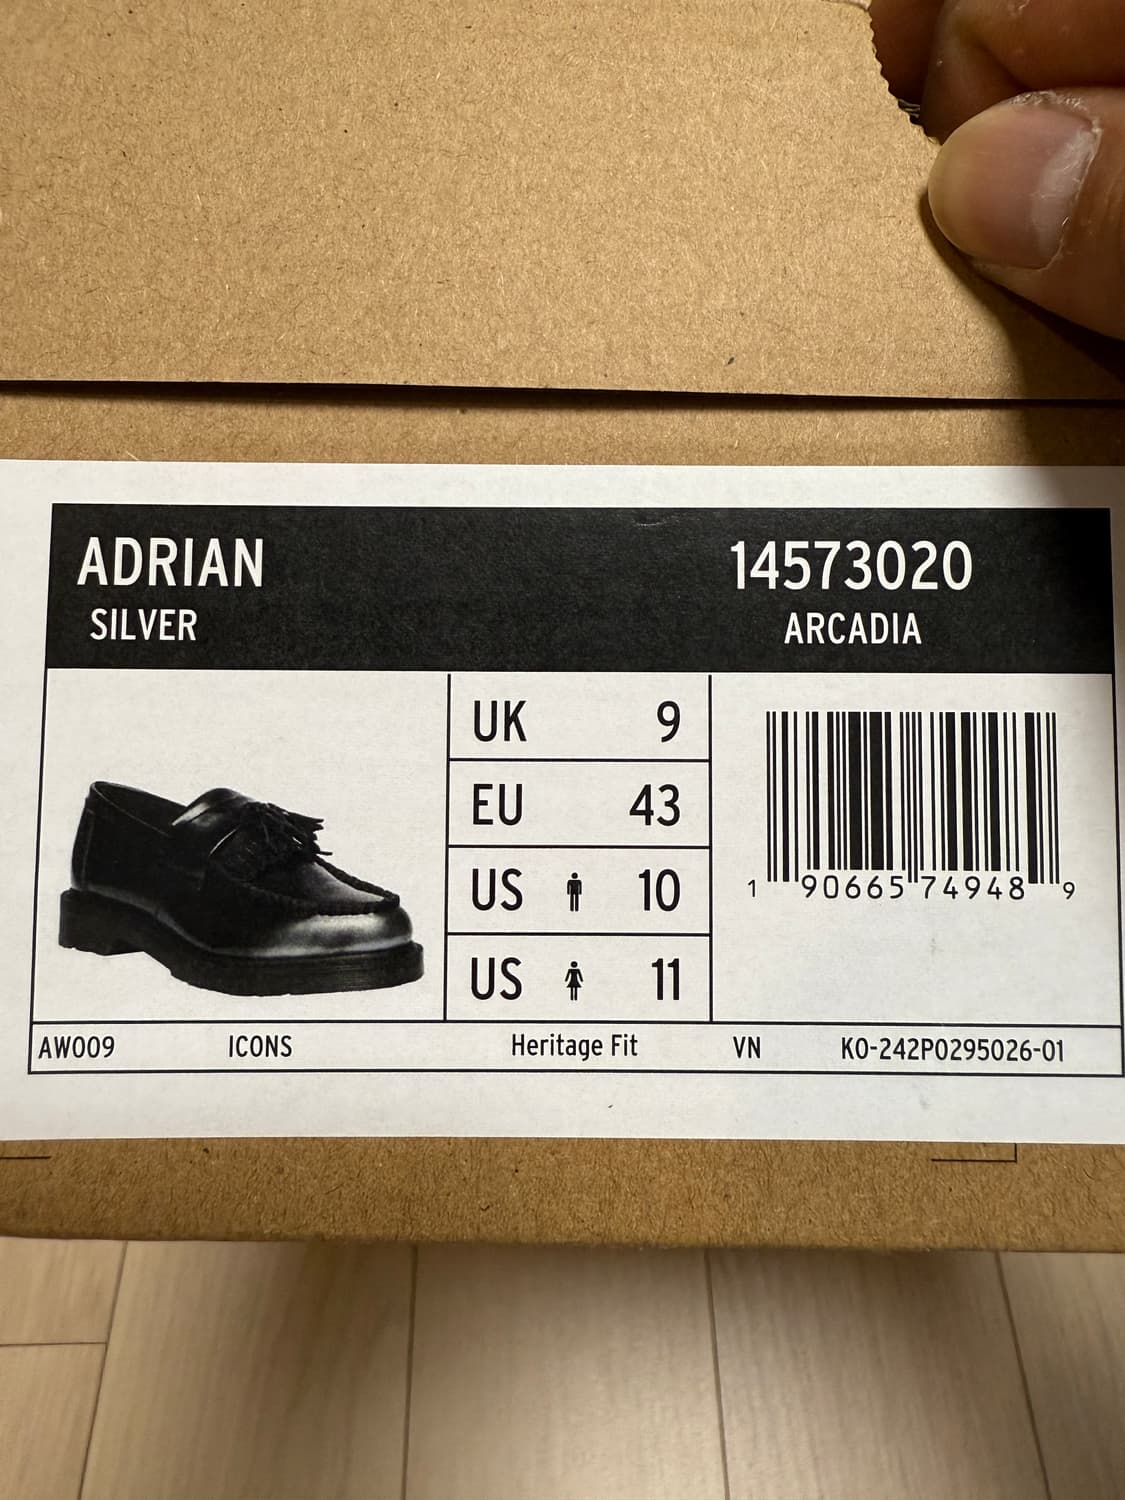 ADRIAN
SILVER
14573020
ARCADIA
UK 9
EU 43
US 10
US 11
1 90665 74948 9
AW009 ICONS Heritage Fit VN KO-242P0295026-01